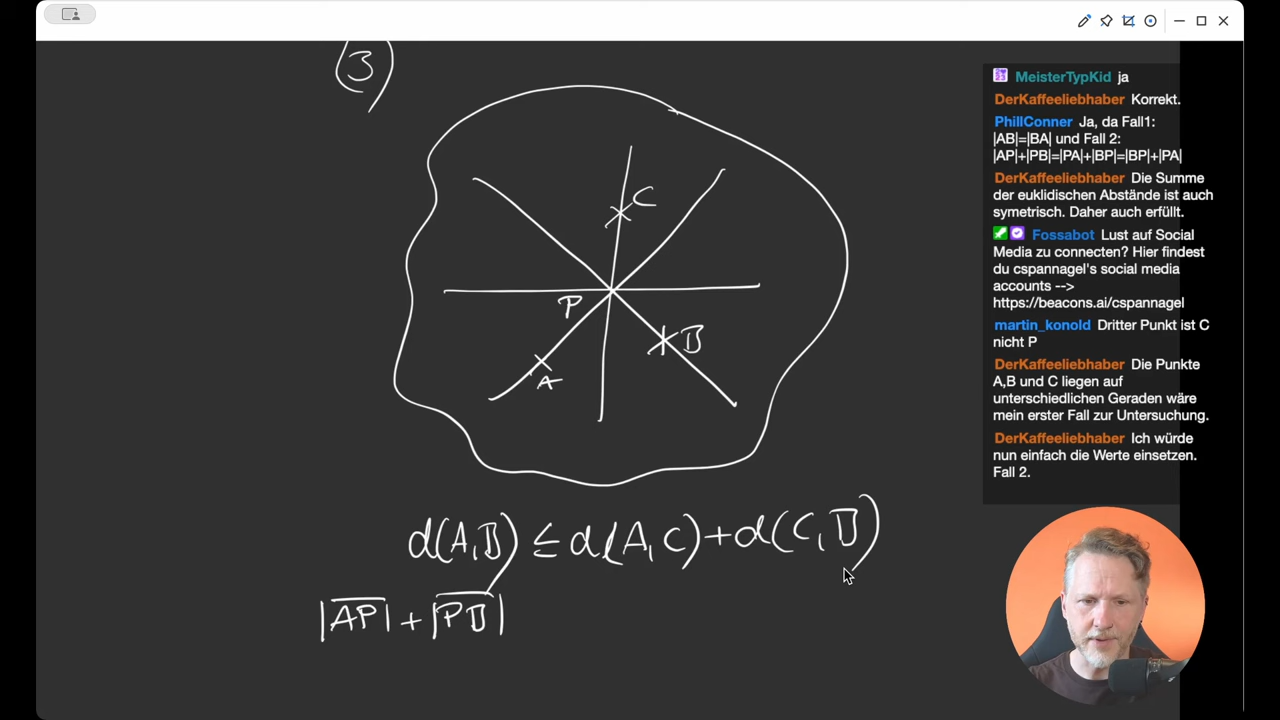 (3)
C
P
B
A
d(A,B) ≤ d(A,C)+d(C,B)
|A̅P̅| + |P̅B̅|
MeisterTypKid ja
DerKaffeeliebhaber Korrekt.
PhillConner Ja, da Fall1:
|AB|=|BA| und Fall 2:
|AP|+|PB|=|PA|+|BP|=|BP|+|PA|
DerKaffeeliebhaber Die Summe
der euklidischen Abstände ist auch
symetrisch. Daher auch erfüllt.
Fossabot Lust auf Social
Media zu connecten? Hier findest
du cspannagel's social media
accounts -->
https://beacons.ai/cspannagel
martin_konold Dritter Punkt ist C
nicht P
DerKaffeeliebhaber Die Punkte
A,B und C liegen auf
unterschiedlichen Geraden wäre
mein erster Fall zur Untersuchung.
DerKaffeeliebhaber Ich würde
nun einfach die Werte einsetzen.
Fall 2.